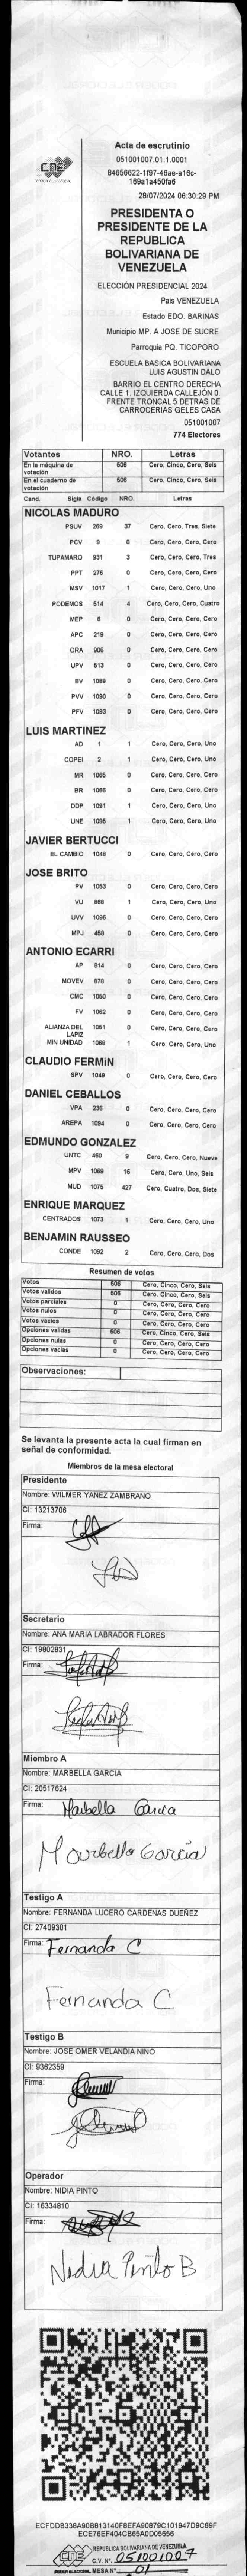 Acta de escrutinio
051001007.01.1.0001
84656622-1f97-46ae-a16c-
169a1a450fa6
28/07/2024 06:30:29 PM
PRESIDENTA O
PRESIDENTE DE LA
REPUBLICA
BOLIVARIANA DE
VENEZUELA
ELECCIÓN PRESIDENCIAL 2024
País VENEZUELA
Estado EDO. BARINAS
Municipio MP. A JOSE DE SUCRE
Parroquia PQ. TICOPORO
ESCUELA BASICA BOLIVARIANA
LUIS AGUSTIN DALO
BARRIO EL CENTRO DERECHA
CALLE 1. IZQUIERDA CALLEJÓN 0.
FRENTE TRONCAL 5 DETRAS DE
CARROCERIAS GELES CASA
051001007
774 Electores
CNE
Votantes NRO. Letras
En la máquina de votación 506 Cero, Cinco, Cero, Seis
En el cuaderno de votación 506 Cero, Cinco, Cero, Seis
Cand. Sigla Código NRO. Letras
NICOLAS MADURO
PSUV 269 37 Cero, Cero, Tres, Siete
PCV 9 0 Cero, Cero, Cero, Cero
TUPAMARO 931 3 Cero, Cero, Cero, Tres
PPT 276 0 Cero, Cero, Cero, Cero
MSV 1017 1 Cero, Cero, Cero, Uno
PODEMOS 514 4 Cero, Cero, Cero, Cuatro
MEP 6 0 Cero, Cero, Cero, Cero
APC 219 0 Cero, Cero, Cero, Cero
ORA 906 0 Cero, Cero, Cero, Cero
UPV 613 0 Cero, Cero, Cero, Cero
EV 1089 0 Cero, Cero, Cero, Cero
PVV 1090 0 Cero, Cero, Cero, Cero
PFV 1093 0 Cero, Cero, Cero, Cero
LUIS MARTINEZ
AD 1 1 Cero, Cero, Cero, Uno
COPEI 2 1 Cero, Cero, Cero, Uno
MR 1065 0 Cero, Cero, Cero, Cero
BR 1066 0 Cero, Cero, Cero, Cero
DDP 1091 1 Cero, Cero, Cero, Uno
UNE 1095 1 Cero, Cero, Cero, Uno
JAVIER BERTUCCI
EL CAMBIO 1048 0 Cero, Cero, Cero, Cero
JOSE BRITO
PV 1053 0 Cero, Cero, Cero, Cero
VU 868 1 Cero, Cero, Cero, Uno
UVV 1096 0 Cero, Cero, Cero, Cero
MPJ 459 0 Cero, Cero, Cero, Cero
ANTONIO ECARRI
AP 814 0 Cero, Cero, Cero, Cero
MOVEV 878 0 Cero, Cero, Cero, Cero
CMC 1060 0 Cero, Cero, Cero, Cero
FV 1062 0 Cero, Cero, Cero, Cero
ALIANZA DEL LAPIZ 1051 0 Cero, Cero, Cero, Cero
MIN UNIDAD 1069 1 Cero, Cero, Cero, Uno
CLAUDIO FERMiN
SPV 1049 0 Cero, Cero, Cero, Cero
DANIEL CEBALLOS
VPA 236 0 Cero, Cero, Cero, Cero
AREPA 1094 0 Cero, Cero, Cero, Cero
EDMUNDO GONZALEZ
UNTC 460 9 Cero, Cero, Cero, Nueve
MPV 1069 16 Cero, Cero, Uno, Seis
MUD 1075 427 Cero, Cuatro, Dos, Siete
ENRIQUE MARQUEZ
CENTRADOS 1073 1 Cero, Cero, Cero, Uno
BENJAMIN RAUSSEO
CONDE 1092 2 Cero, Cero, Cero, Dos
Resumen de votos
Votos 506 Cero, Cinco, Cero, Seis
Votos validos 506 Cero, Cinco, Cero, Seis
Votos parciales 0 Cero, Cero, Cero, Cero
Votos nulos 0 Cero, Cero, Cero, Cero
Votos vacios 0 Cero, Cero, Cero, Cero
Opciones validas 506 Cero, Cinco, Cero, Seis
Opciones nulas 0 Cero, Cero, Cero, Cero
Opciones vacias 0 Cero, Cero, Cero, Cero
Observaciones:
Se levanta la presente acta la cual firman en
señal de conformidad.
Miembros de la mesa electoral
Presidente
Nombre: WILMER YANEZ ZAMBRANO
CI: 13213706
Firma:
Secretario
Nombre: ANA MARIA LABRADOR FLORES
CI: 19802831
Firma:
Miembro A
Nombre: MARBELLA GARCIA
CI: 20517624
Firma: Marbella Garcia
Marbella Garcia
Testigo A
Nombre: FERNANDA LUCERO CARDENAS DUEÑEZ
CI: 27409301
Firma: Fernanda C
Fernanda C
Testigo B
Nombre: JOSE OMER VELANDIA NIÑO
CI: 9362359
Firma:
Operador
Nombre: NIDIA PINTO
CI: 16334810
Firma:
Nidia Pinto B
ECFDDB338A90BB13140F8EFA90879C101947D9C89F
ECE76EF404CB65A0D05656
CNE
PODER ELECTORAL
REPUBLICA BOLIVARIANA DE VENEZUELA
C.V. Nº. 051001007
MESA Nº. 01